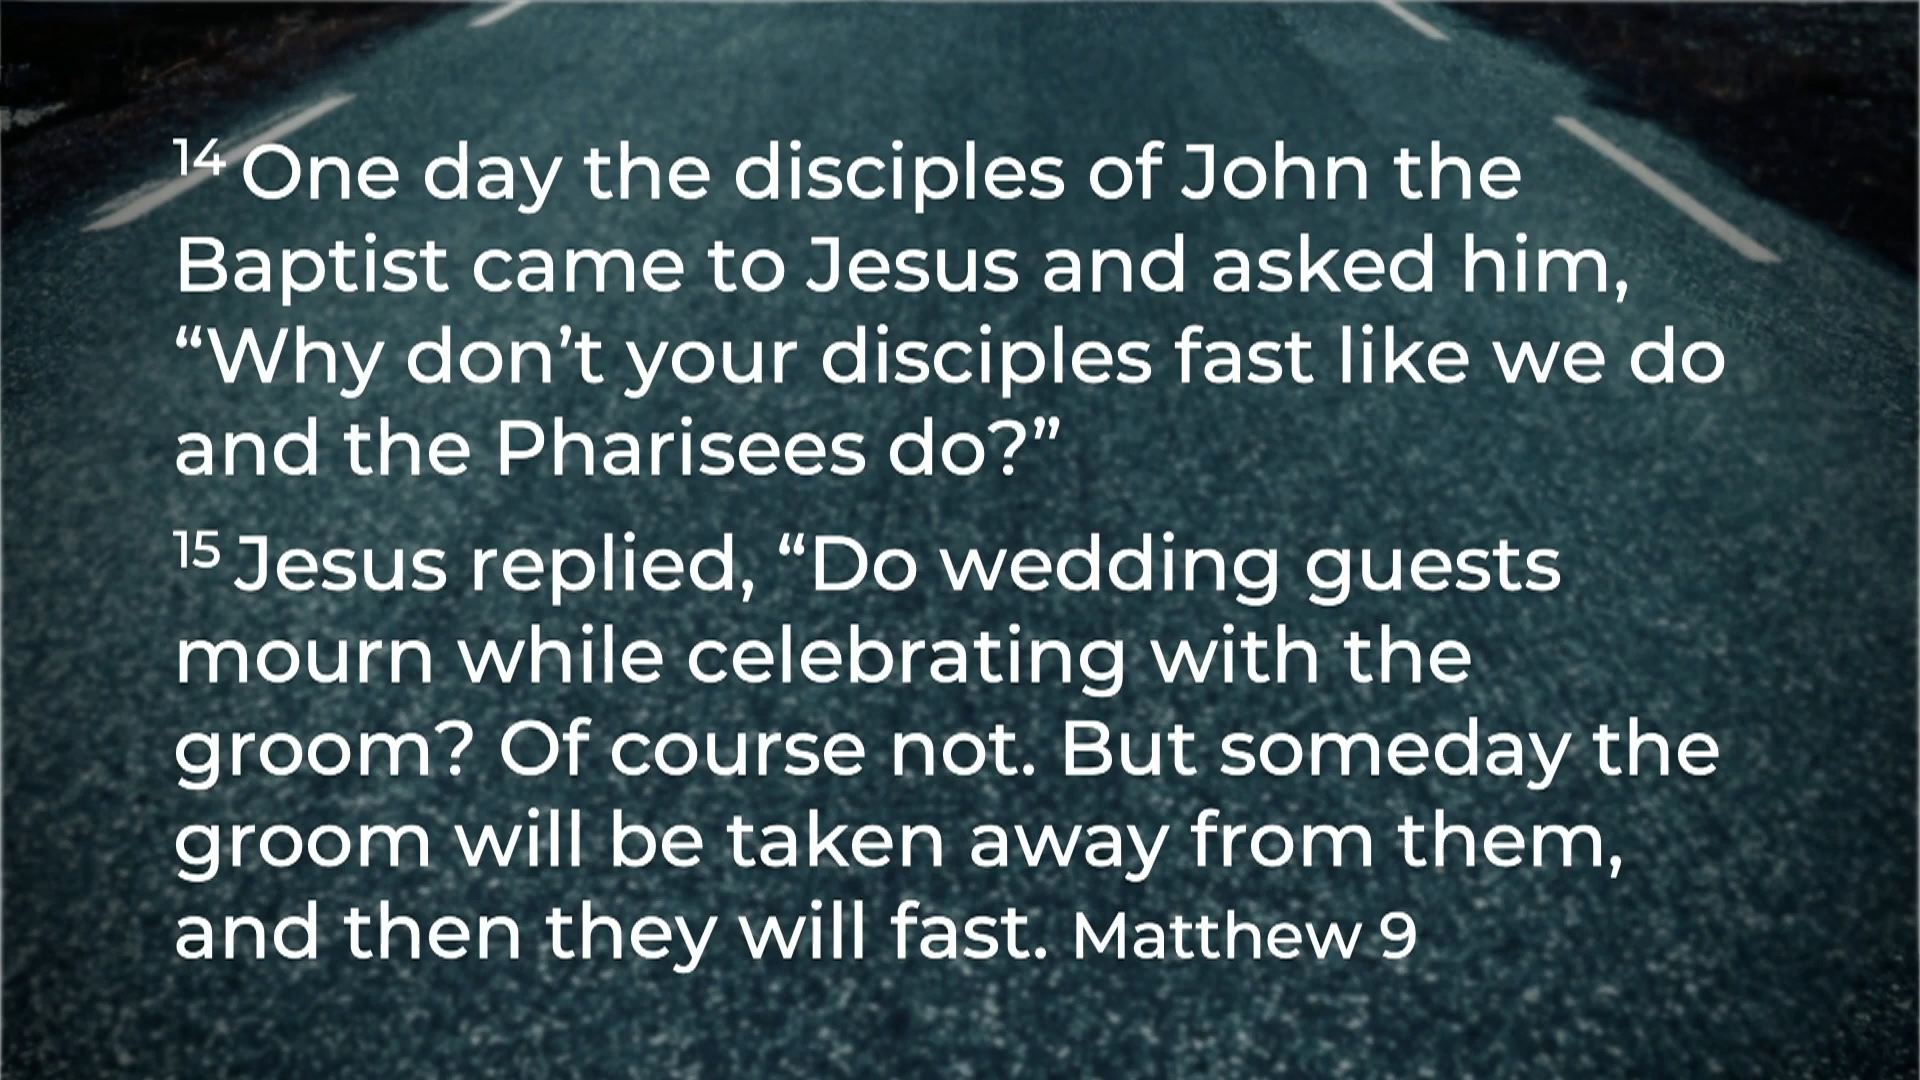 14 One day the disciples of John the
Baptist came to Jesus and asked him,
“Why don’t your disciples fast like we do
and the Pharisees do?”
15 Jesus replied, “Do wedding guests
mourn while celebrating with the
groom? Of course not. But someday the
groom will be taken away from them,
and then they will fast. Matthew 9